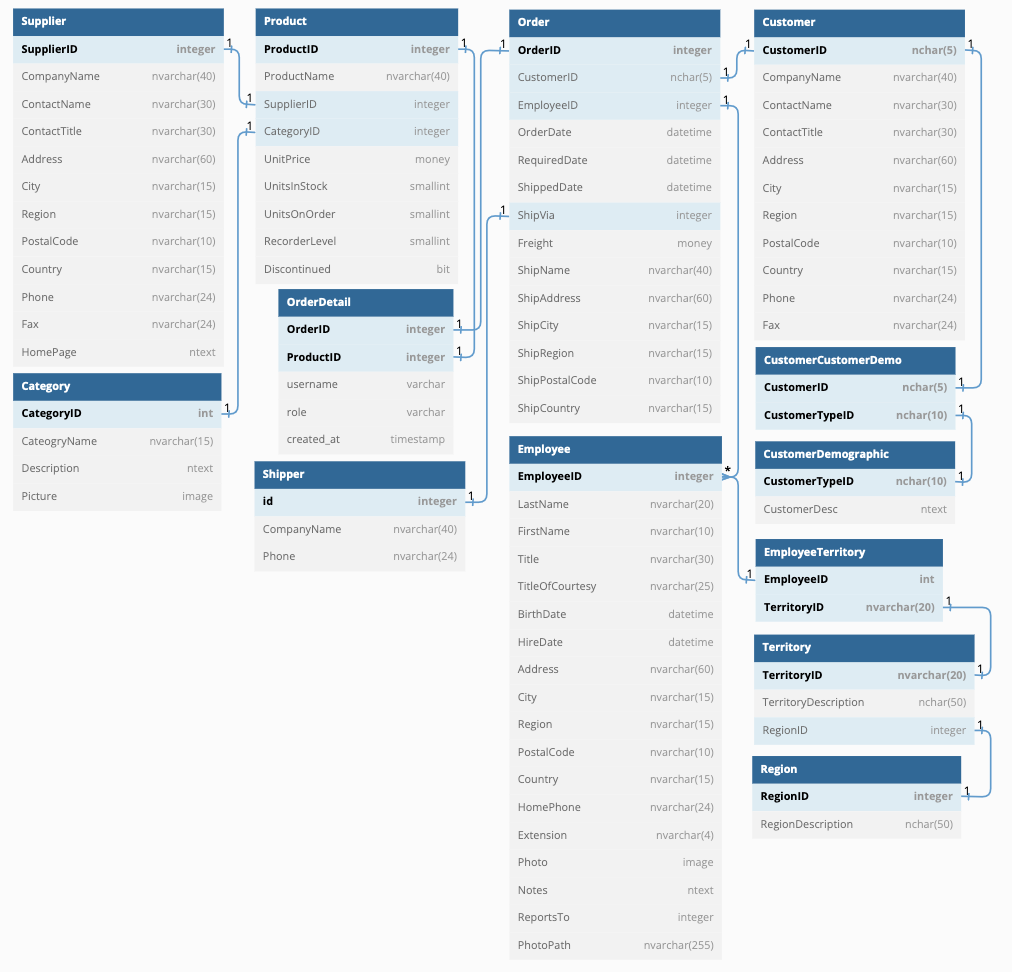 Supplier
SupplierID integer
CompanyName nvarchar(40)
ContactName nvarchar(30)
ContactTitle nvarchar(30)
Address nvarchar(60)
City nvarchar(15)
Region nvarchar(15)
PostalCode nvarchar(10)
Country nvarchar(15)
Phone nvarchar(24)
Fax nvarchar(24)
HomePage ntext
1
Category
CategoryID int
CateogryName nvarchar(15)
Description ntext
Picture image
1
Product
ProductID integer
ProductName nvarchar(40)
SupplierID integer
CategoryID integer
UnitPrice money
UnitsInStock smallint
UnitsOnOrder smallint
RecorderLevel smallint
Discontinued bit
1
1
1
OrderDetail
OrderID integer
ProductID integer
username varchar
role varchar
created_at timestamp
1
1
Shipper
id integer
CompanyName nvarchar(40)
Phone nvarchar(24)
1
Order
OrderID integer
CustomerID nchar(5)
EmployeeID integer
OrderDate datetime
RequiredDate datetime
ShippedDate datetime
ShipVia integer
Freight money
ShipName nvarchar(40)
ShipAddress nvarchar(60)
ShipCity nvarchar(15)
ShipRegion nvarchar(15)
ShipPostalCode nvarchar(10)
ShipCountry nvarchar(15)
1
1
1
1
Employee
EmployeeID integer
LastName nvarchar(20)
FirstName nvarchar(10)
Title nvarchar(30)
TitleOfCourtesy nvarchar(25)
BirthDate datetime
HireDate datetime
Address nvarchar(60)
City nvarchar(15)
Region nvarchar(15)
PostalCode nvarchar(10)
Country nvarchar(15)
HomePhone nvarchar(24)
Extension nvarchar(4)
Photo image
Notes ntext
ReportsTo integer
PhotoPath nvarchar(255)
*
Customer
CustomerID nchar(5)
CompanyName nvarchar(40)
ContactName nvarchar(30)
ContactTitle nvarchar(30)
Address nvarchar(60)
City nvarchar(15)
Region nvarchar(15)
PostalCode nvarchar(10)
Country nvarchar(15)
Phone nvarchar(24)
Fax nvarchar(24)
1
1
CustomerCustomerDemo
CustomerID nchar(5)
CustomerTypeID nchar(10)
1
1
CustomerDemographic
CustomerTypeID nchar(10)
CustomerDesc ntext
1
EmployeeTerritory
EmployeeID int
TerritoryID nvarchar(20)
1
1
Territory
TerritoryID nvarchar(20)
TerritoryDescription nchar(50)
RegionID integer
1
1
Region
RegionID integer
RegionDescription nchar(50)
1